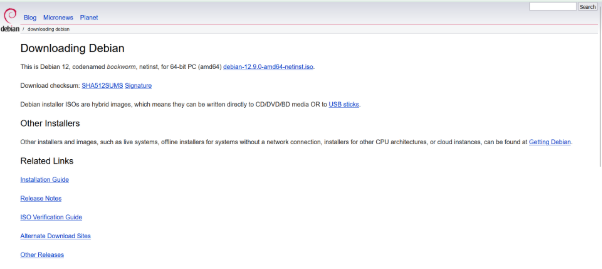 Search
Blog Micronews Planet
debian / downloading debian
Downloading Debian
This is Debian 12, codenamed bookworm, netinst, for 64-bit PC (amd64) debian-12.9.0-amd64-netinst.iso.
Download checksum: SHA512SUMS Signature
Debian installer ISOs are hybrid images, which means they can be written directly to CD/DVD/BD media OR to USB sticks.
Other Installers
Other installers and images, such as live systems, offline installers for systems without a network connection, installers for other CPU architectures, or cloud instances, can be found at Getting Debian.
Related Links
Installation Guide
Release Notes
ISO Verification Guide
Alternate Download Sites
Other Releases